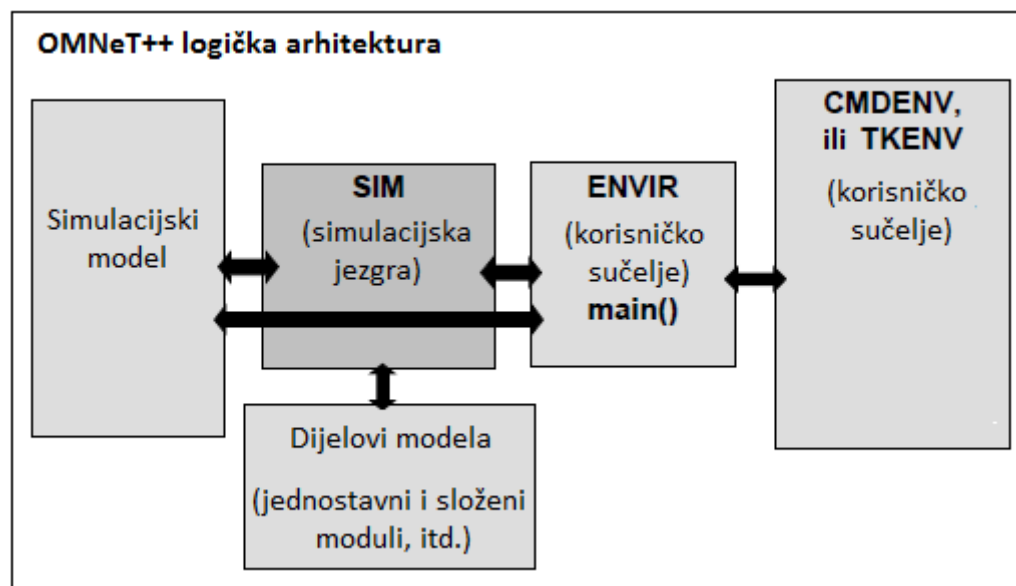 OMNeT++ logička arhitektura
Simulacijski
model
SIM
(simulacijska
jezgra)
ENVIR
(korisničko
sučelje)
main()
CMDENV,
ili TKENV
(korisničko
sučelje)
Dijelovi modela
(jednostavni i složeni
moduli, itd.)